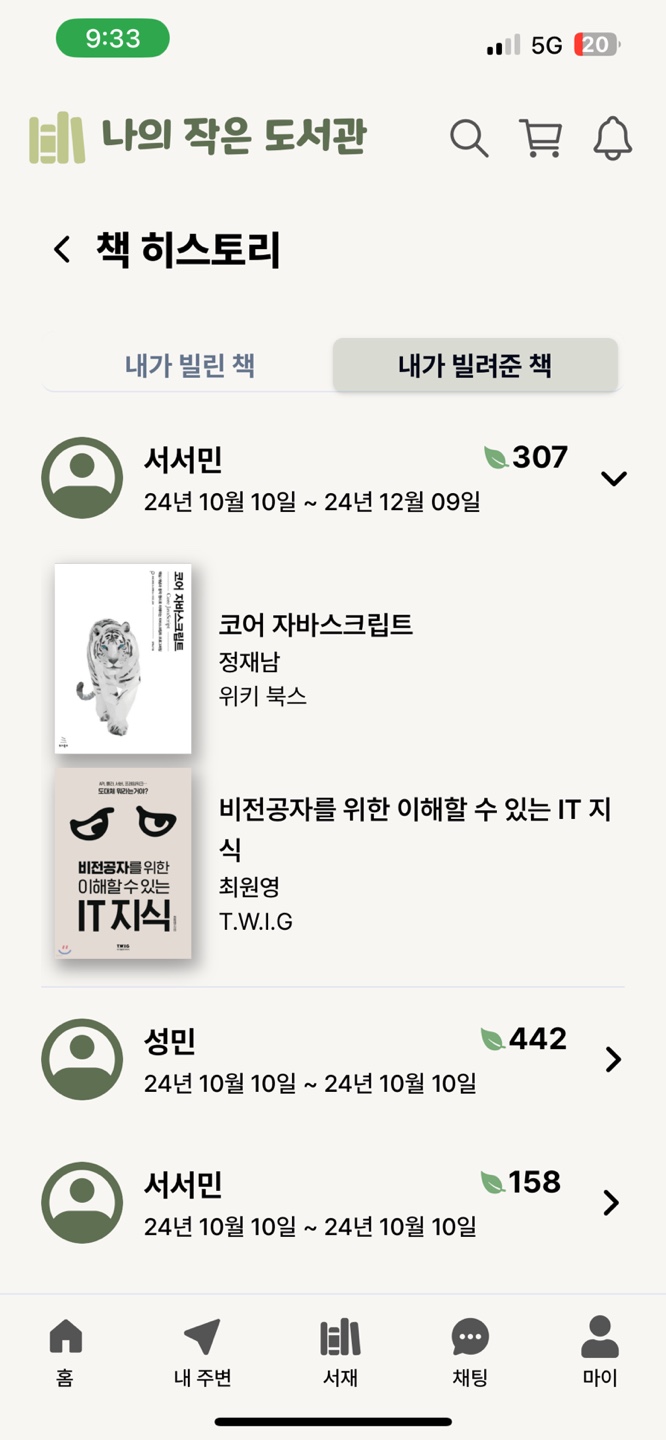 9:33
5G
20
나의 작은 도서관
책 히스토리
내가 빌린 책
내가 빌려준 책
서서민
307
24년 10월 10일 ~ 24년 12월 09일
코어 자바스크립트
Core JavaScript
코어 자바스크립트
정재남
위키 북스
도대체 뭐라는거야?
비전공자를 위한
이해할 수 있는
IT 지식
TWIG
비전공자를 위한 이해할 수 있는 IT 지
식
최원영
T.W.I.G
성민
442
24년 10월 10일 ~ 24년 10월 10일
서서민
158
24년 10월 10일 ~ 24년 10월 10일
홈
내 주변
서재
채팅
마이